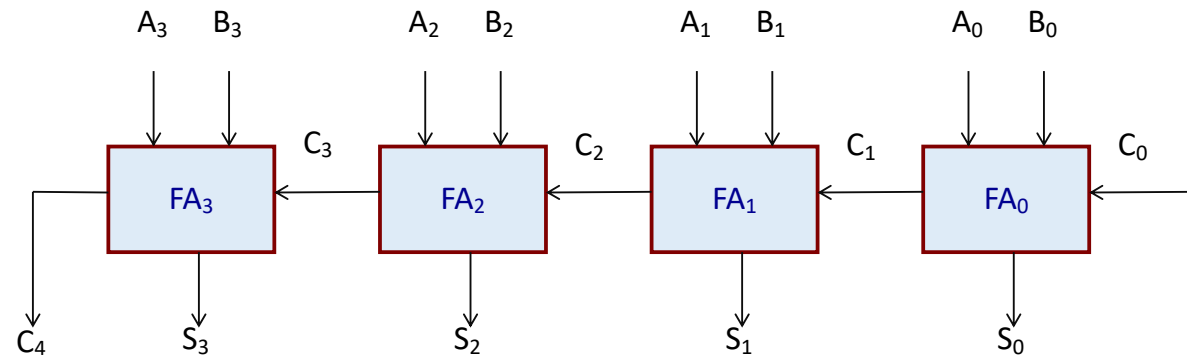 A₃ B₃ A₂ B₂ A₁ B₁ A₀ B₀
C₃ C₂ C₁ C₀
FA₃ FA₂ FA₁ FA₀
C₄ S₃ S₂ S₁ S₀